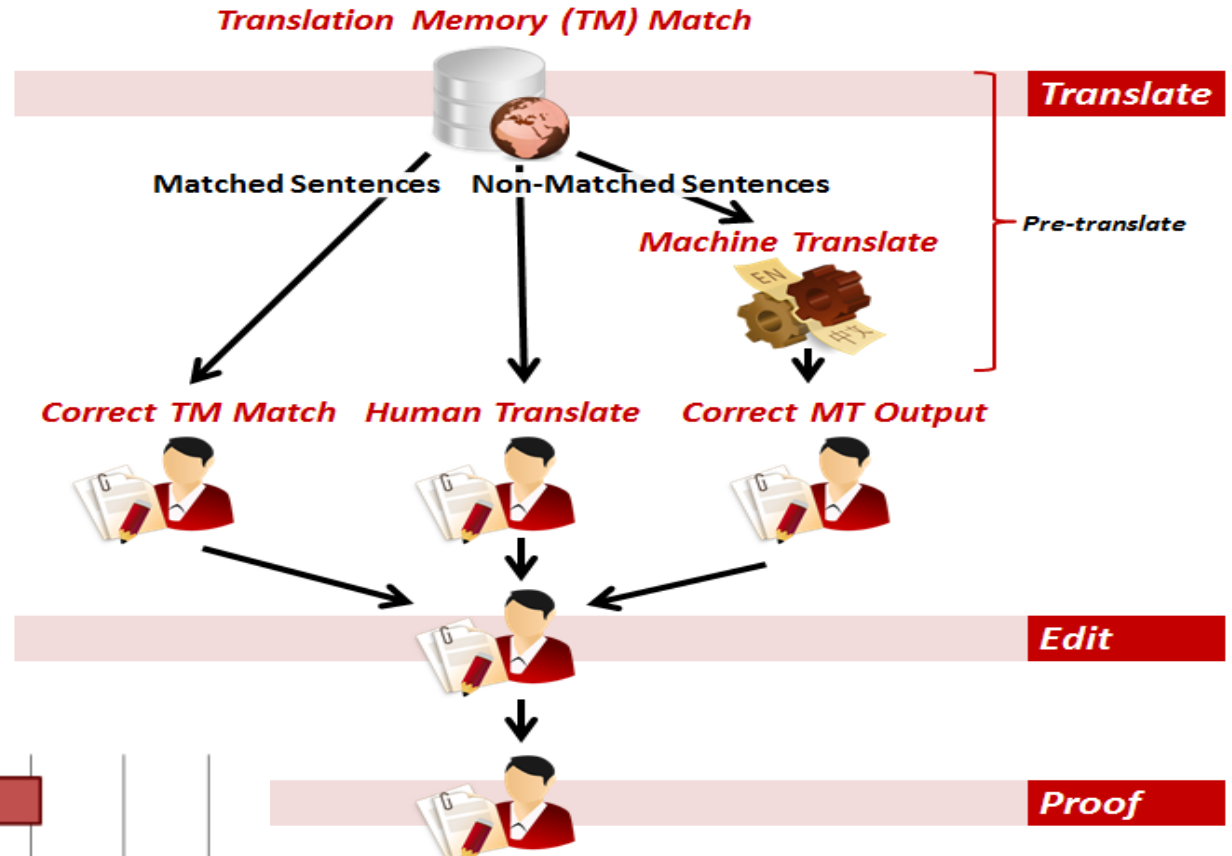 Translation Memory (TM) Match
Translate
Matched Sentences Non-Matched Sentences
Pre-translate
Machine Translate
EN
中文
Correct TM Match Human Translate Correct MT Output
G G G
G
Edit
G
Proof